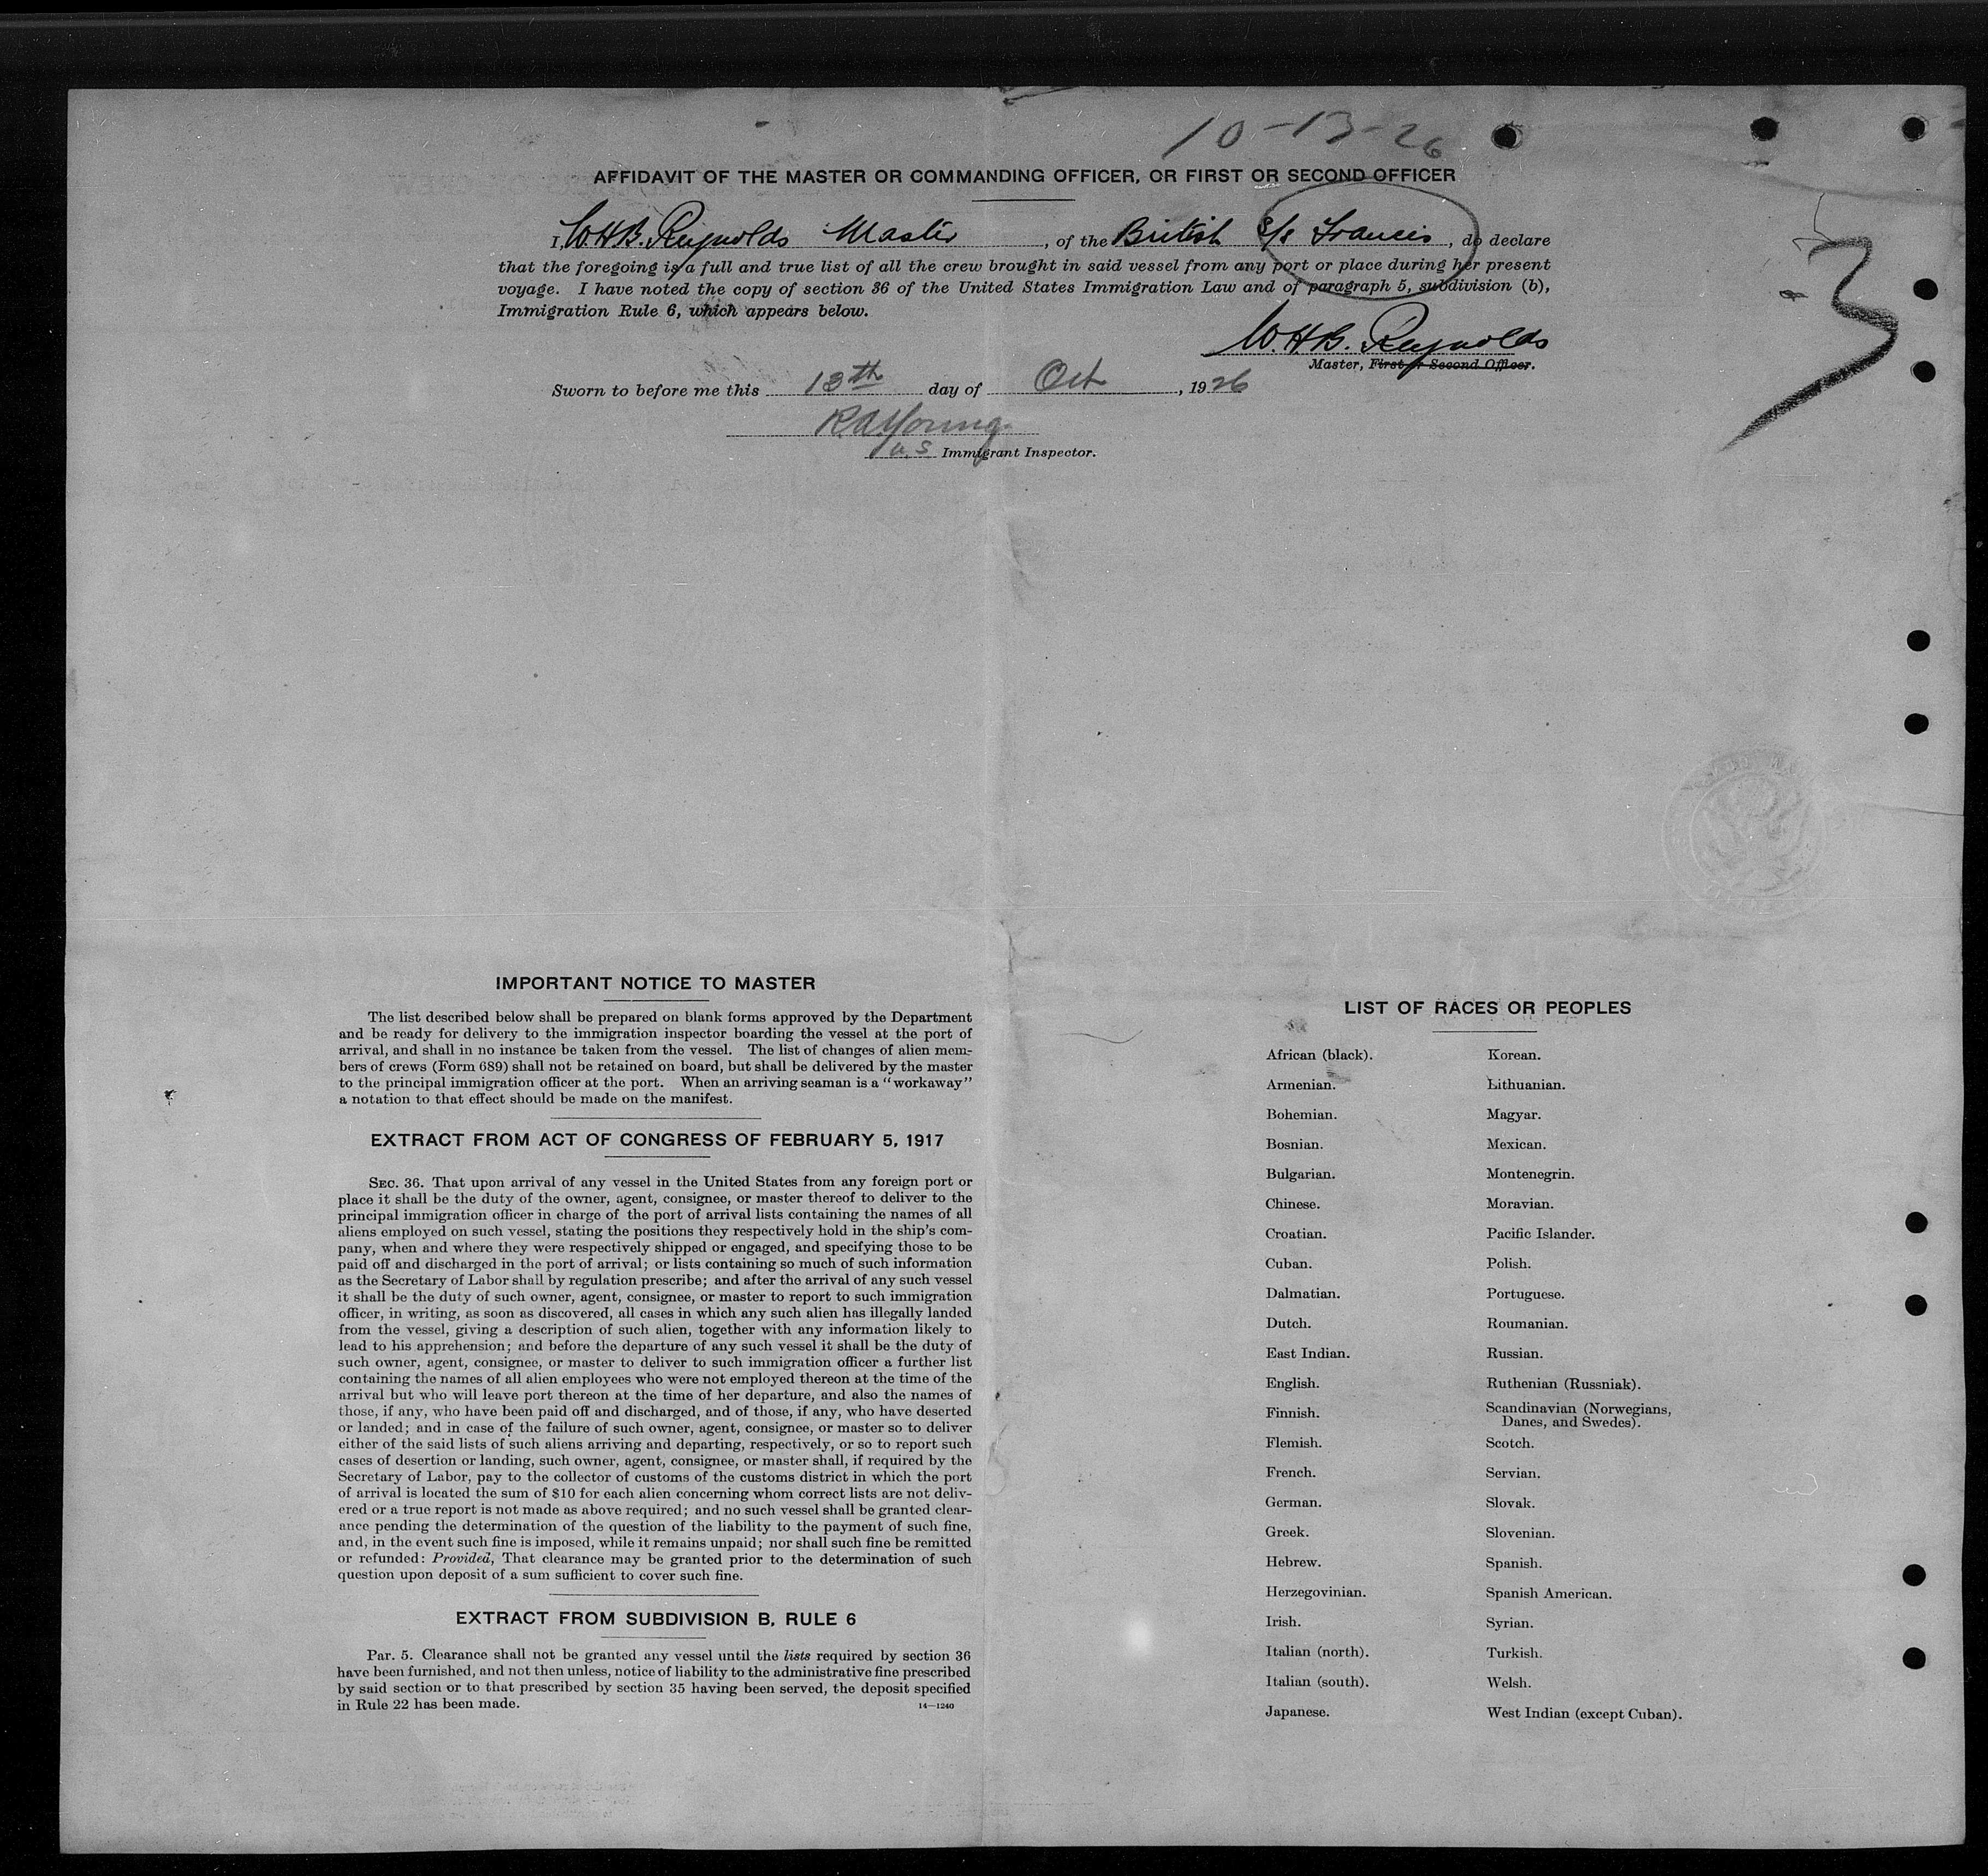 10-13-26
AFFIDAVIT OF THE MASTER OR COMMANDING OFFICER, OR FIRST OR SECOND OFFICER
I, W.H.B. Reynolds Master, of the British S/S Francis, do declare
that the foregoing is a full and true list of all the crew brought in said vessel from any port or place during her present
voyage. I have noted the copy of section 36 of the United States Immigration Law and of paragraph 5, subdivision (b),
Immigration Rule 6, which appears below.
3
W.H.B. Reynolds
Master, First or Second Officer.
Sworn to before me this 13th day of Oct, 1926
R.A. Young
U.S Immigrant Inspector.
IMPORTANT NOTICE TO MASTER
The list described below shall be prepared on blank forms approved by the Department
and be ready for delivery to the immigration inspector boarding the vessel at the port of
arrival, and shall in no instance be taken from the vessel. The list of changes of alien mem-
bers of crews (Form 689) shall not be retained on board, but shall be delivered by the master
to the principal immigration officer at the port. When an arriving seaman is a "workaway"
a notation to that effect should be made on the manifest.
EXTRACT FROM ACT OF CONGRESS OF FEBRUARY 5, 1917
SEC. 36. That upon arrival of any vessel in the United States from any foreign port or
place it shall be the duty of the owner, agent, consignee, or master thereof to deliver to the
principal immigration officer in charge of the port of arrival lists containing the names of all
aliens employed on such vessel, stating the positions they respectively hold in the ship's com-
pany, when and where they were respectively shipped or engaged, and specifying those to be
paid off and discharged in the port of arrival; or lists containing so much of such information
as the Secretary of Labor shall by regulation prescribe; and after the arrival of any such vessel
it shall be the duty of such owner, agent, consignee, or master to report to such immigration
officer, in writing, as soon as discovered, all cases in which any such alien has illegally landed
from the vessel, giving a description of such alien, together with any information likely to
lead to his apprehension; and before the departure of any such vessel it shall be the duty of
such owner, agent, consignee, or master to deliver to such immigration officer a further list
containing the names of all alien employees who were not employed thereon at the time of the
arrival but who will leave port thereon at the time of her departure, and also the names of
those, if any, who have been paid off and discharged, and of those, if any, who have deserted
or landed; and in case of the failure of such owner, agent, consignee, or master so to deliver
either of the said lists of such aliens arriving and departing, respectively, or so to report such
cases of desertion or landing, such owner, agent, consignee, or master shall, if required by the
Secretary of Labor, pay to the collector of customs of the customs district in which the port
of arrival is located the sum of $10 for each alien concerning whom correct lists are not deliv-
ered or a true report is not made as above required; and no such vessel shall be granted clear-
ance pending the determination of the question of the liability to the payment of such fine,
and, in the event such fine is imposed, while it remains unpaid; nor shall such fine be remitted
or refunded: Provided, That clearance may be granted prior to the determination of such
question upon deposit of a sum sufficient to cover such fine.
EXTRACT FROM SUBDIVISION B, RULE 6
Par. 5. Clearance shall not be granted any vessel until the lists required by section 36
have been furnished, and not then unless, notice of liability to the administrative fine prescribed
by said section or to that prescribed by section 35 having been served, the deposit specified
in Rule 22 has been made.
14—1240
LIST OF RACES OR PEOPLES
African (black).
Armenian.
Bohemian.
Bosnian.
Bulgarian.
Chinese.
Croatian.
Cuban.
Dalmatian.
Dutch.
East Indian.
English.
Finnish.
Flemish.
French.
German.
Greek.
Hebrew.
Herzegovinian.
Irish.
Italian (north).
Italian (south).
Japanese.
Korean.
Lithuanian.
Magyar.
Mexican.
Montenegrin.
Moravian.
Pacific Islander.
Polish.
Portuguese.
Roumanian.
Russian.
Ruthenian (Russniak).
Scandinavian (Norwegians,
Danes, and Swedes).
Scotch.
Servian.
Slovak.
Slovenian.
Spanish.
Spanish American.
Syrian.
Turkish.
Welsh.
West Indian (except Cuban).